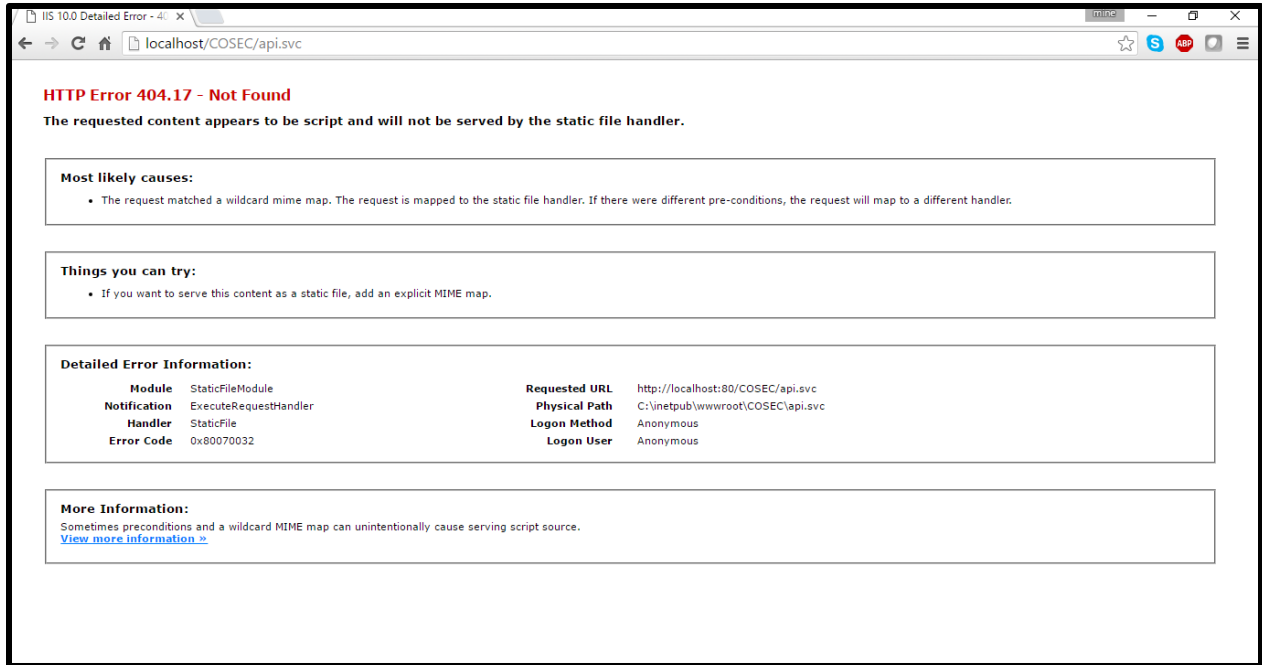 IIS 10.0 Detailed Error - 40
mine
localhost/COSEC/api.svc
S ABP
HTTP Error 404.17 - Not Found
The requested content appears to be script and will not be served by the static file handler.
Most likely causes:
• The request matched a wildcard mime map. The request is mapped to the static file handler. If there were different pre-conditions, the request will map to a different handler.
Things you can try:
• If you want to serve this content as a static file, add an explicit MIME map.
Detailed Error Information:
Module StaticFileModule Requested URL http://localhost:80/COSEC/api.svc
Notification ExecuteRequestHandler Physical Path C:\inetpub\wwwroot\COSEC\api.svc
Handler StaticFile Logon Method Anonymous
Error Code 0x80070032 Logon User Anonymous
More Information:
Sometimes preconditions and a wildcard MIME map can unintentionally cause serving script source.
View more information »